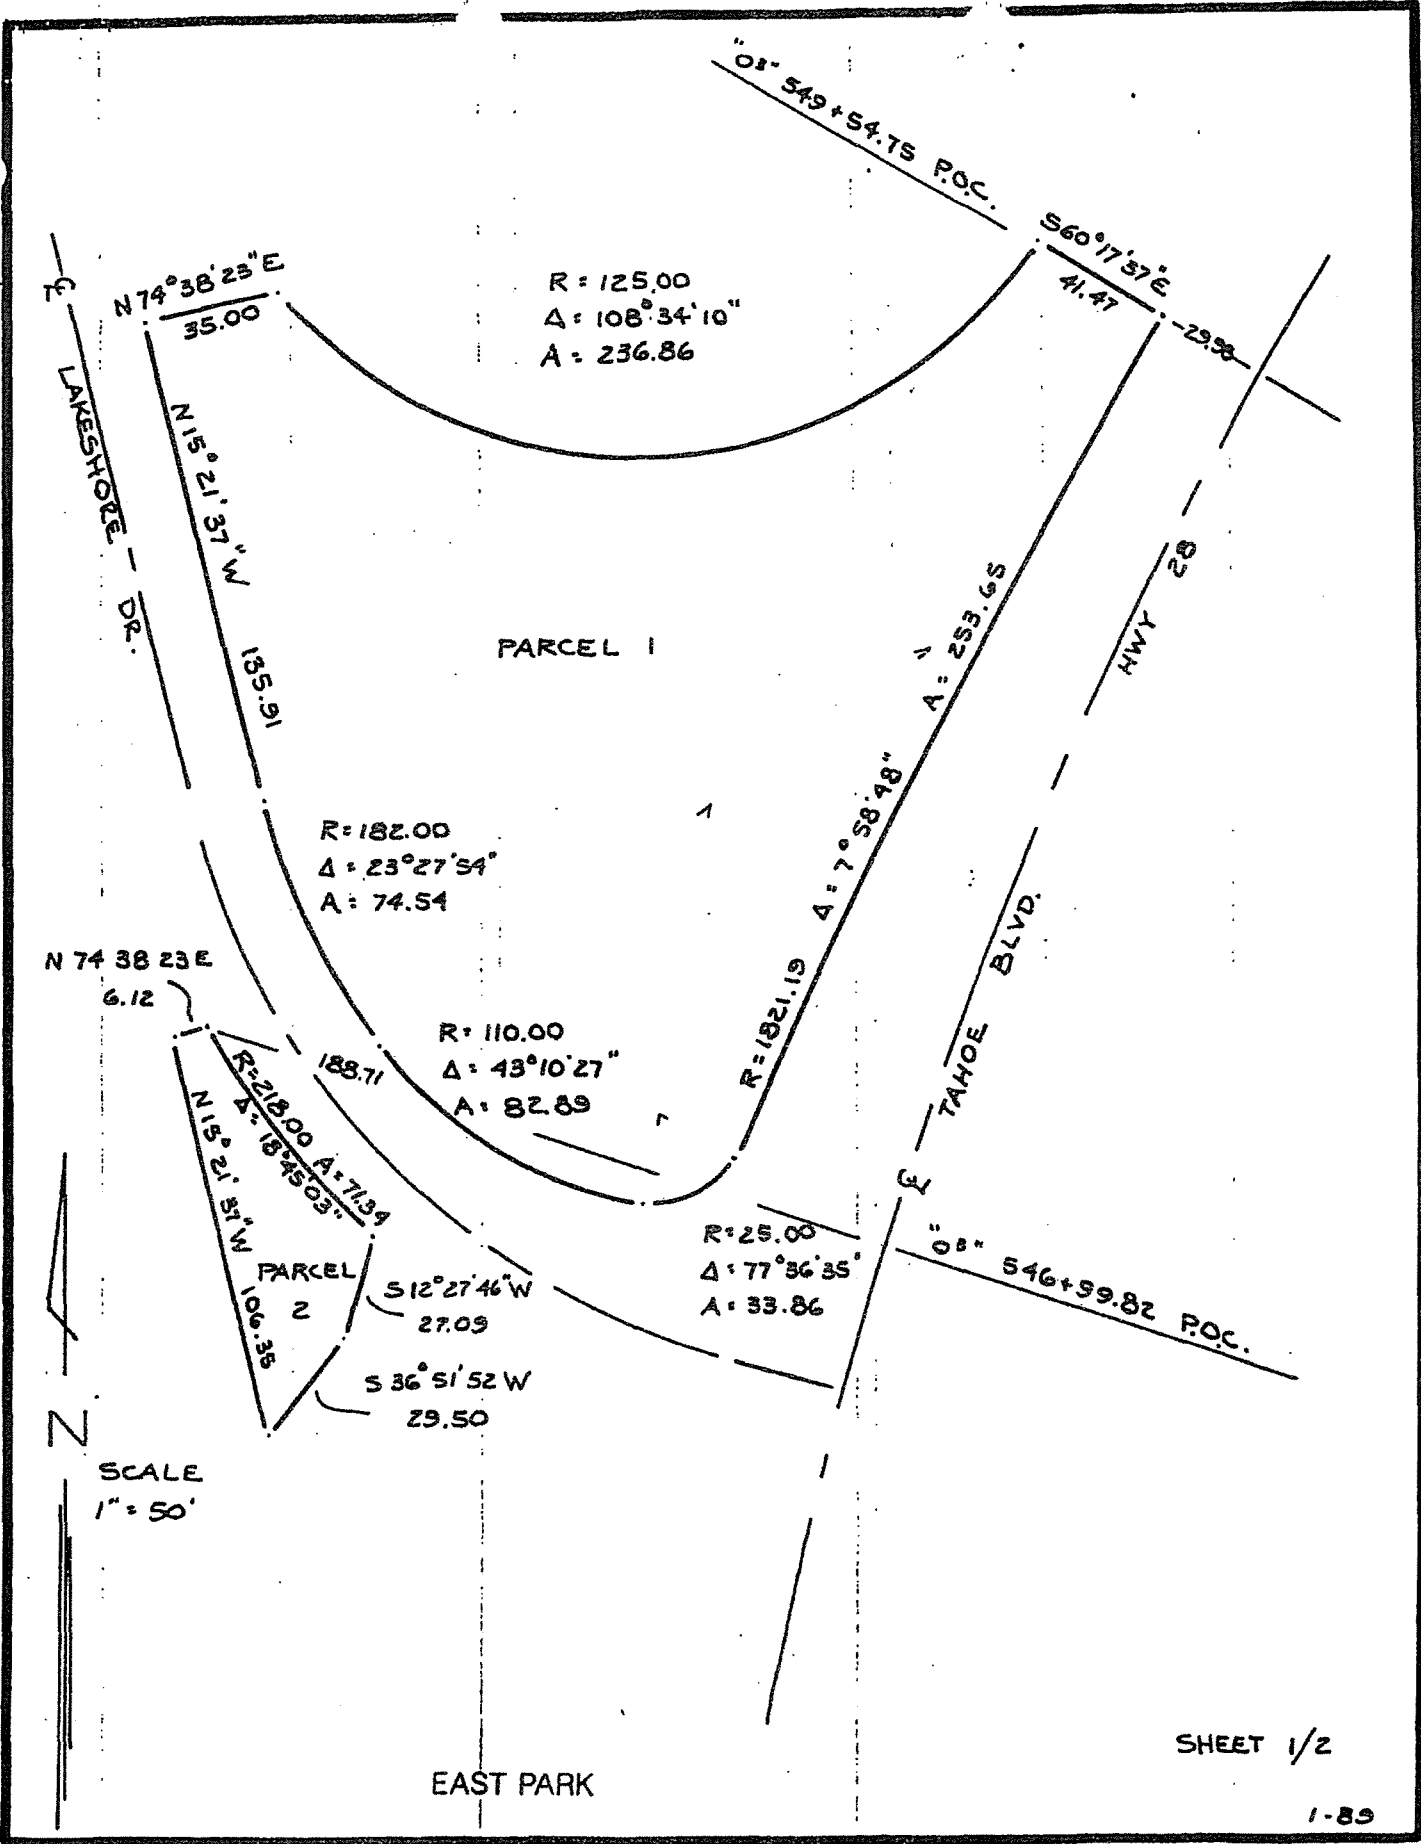 "OΞ" 549+54.75 P.O.C.
S60°17'37"E
41.47
29.98
N 74°38'23"E
35.00
R = 125.00
Δ = 108°34'10"
A = 236.86
LAKESHORE DR.
N15°21'37"W 135.91
PARCEL 1
R=1821.19 Δ = 7°58'48" A = 253.65
HWY 28
TAHOE BLVD.
R=182.00
Δ = 23°27'54"
A = 74.54
N 74 38 23 E
6.12
188.71
R= 110.00
Δ = 43°10'27"
A = 82.89
R=218.00 A=71.34
Δ = 18°45'03"
N15°21'37"W 106.35
PARCEL
2
S 12°27'46"W
27.09
S 36°51'52 W
29.50
R=25.00
Δ = 77°36'35"
A = 33.86
"OΞ" 546+99.82 P.O.C.
N
SCALE
1" = 50'
EAST PARK
SHEET 1/2
1-89